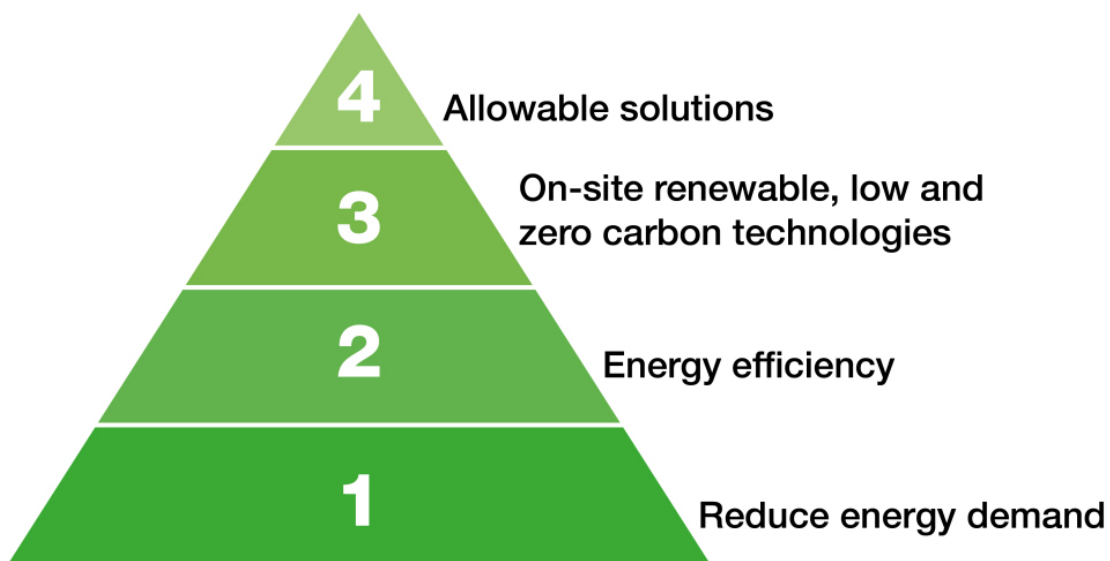 4
Allowable solutions
3
On-site renewable, low and
zero carbon technologies
2
Energy efficiency
1
Reduce energy demand